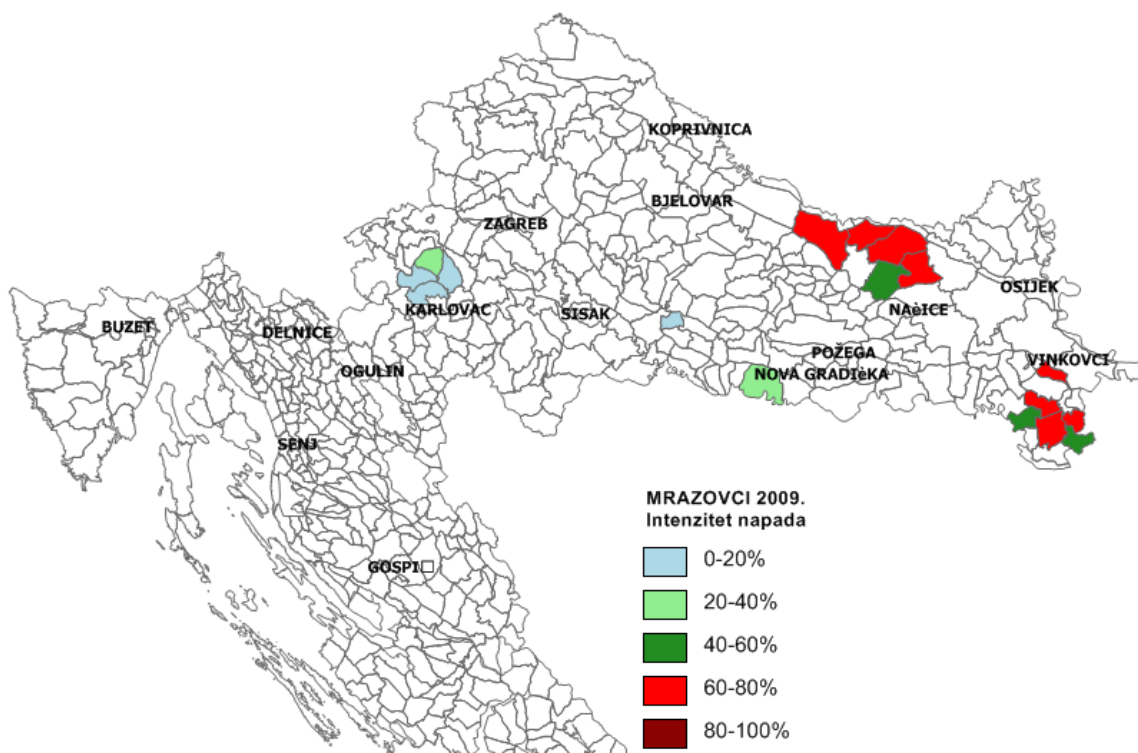 KOPRIVNICA
BJELOVAR
ZAGREB
OSIJEK
KARLOVAC
SISAK
NAèICE
BUZET
DELNICE
POŽEGA
VINKOVCI
OGULIN
NOVA GRADIèKA
SENJ
MRAZOVCI 2009.
Intenzitet napada
0-20%
GOSPI□
20-40%
40-60%
60-80%
80-100%